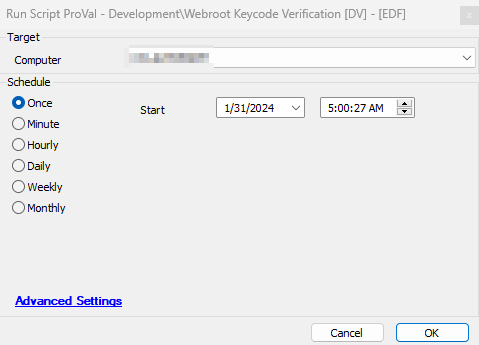 Run Script ProVal - Development\Webroot Keycode Verification [DV] - [EDF]
Target
Computer
Schedule
Once
Start 1/31/2024 5:00:27 AM
Minute
Hourly
Daily
Weekly
Monthly
Advanced Settings
Cancel OK